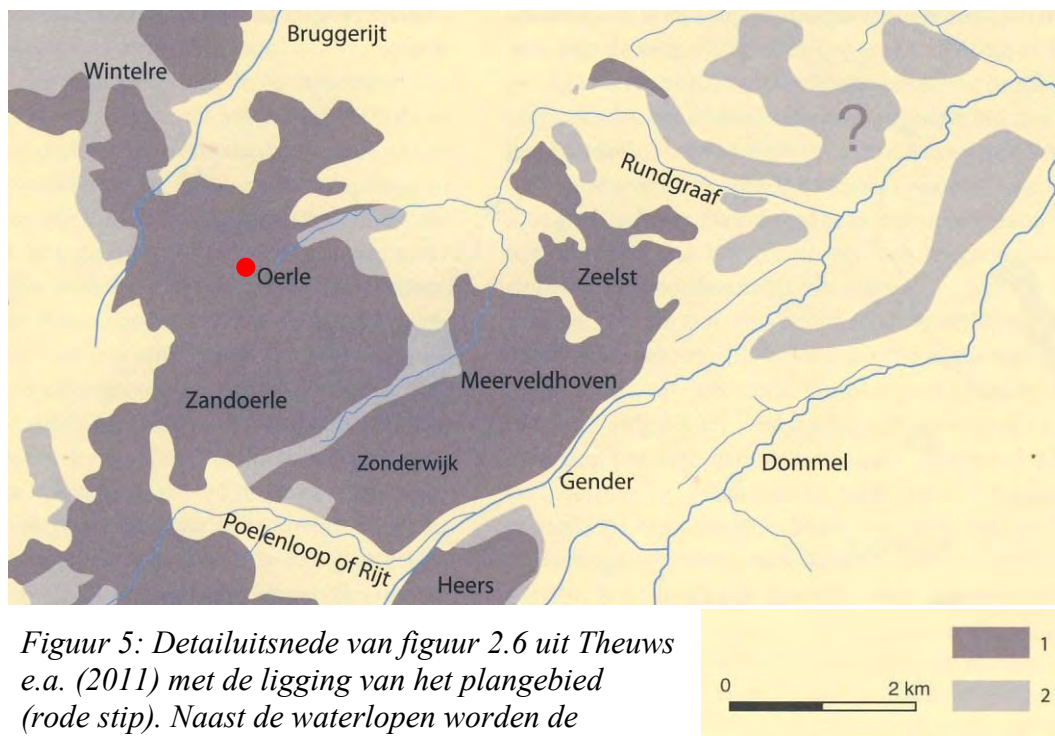 Bruggerijt
Wintelre
?
Rundgraaf
Oerle
Zeelst
Meerveldhoven
Zandoerle
Zonderwijk
Gender
Dommel
Poelenloop of Rijt
Heers
Figuur 5: Detailuitsnede van figuur 2.6 uit Theuws
e.a. (2011) met de ligging van het plangebied
(rode stip). Naast de waterlopen worden de
0 2 km
1
2